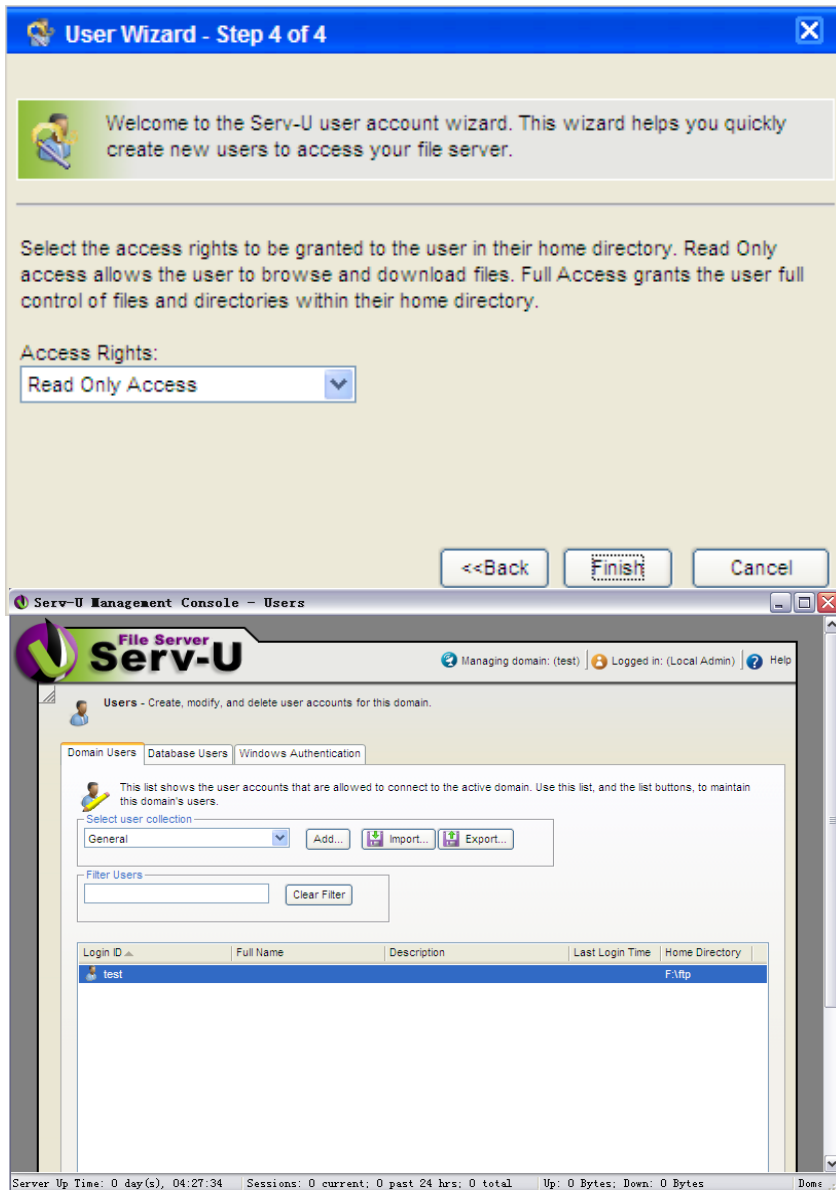 User Wizard - Step 4 of 4
Welcome to the Serv-U user account wizard. This wizard helps you quickly
create new users to access your file server.
Select the access rights to be granted to the user in their home directory. Read Only
access allows the user to browse and download files. Full Access grants the user full
control of files and directories within their home directory.
Access Rights:
Read Only Access
<<Back Finish Cancel
Serv-U Management Console - Users
File Server
Serv-U
Managing domain: (test) Logged in: (Local Admin) Help
Users - Create, modify, and delete user accounts for this domain.
Domain Users Database Users Windows Authentication
This list shows the user accounts that are allowed to connect to the active domain. Use this list, and the list buttons, to maintain
this domain's users.
Select user collection
General Add... Import... Export...
Filter Users
Clear Filter
Login ID Full Name Description Last Login Time Home Directory
test F:\ftp
Server Up Time: 0 day(s), 04:27:34 Sessions: 0 current; 0 past 24 hrs; 0 total Up: 0 Bytes; Down: 0 Bytes